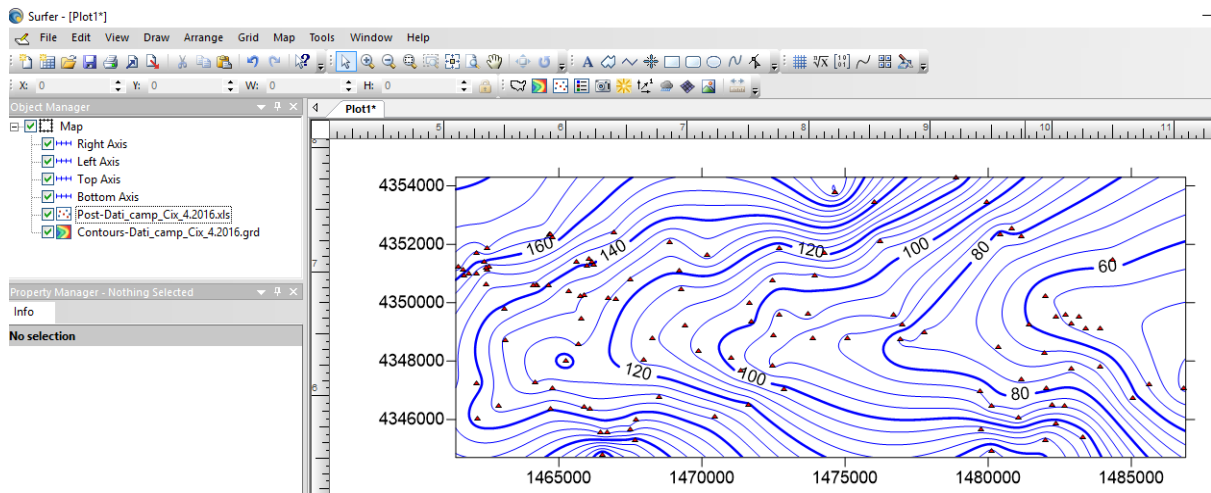 Surfer - [Plot1*]
File Edit View Draw Arrange Grid Map Tools Window Help
X: 0 Y: 0 W: 0 H: 0
Object Manager
Map
Right Axis
Left Axis
Top Axis
Bottom Axis
Post-Dati_camp_Cix_4.2016.xls
Contours-Dati_camp_Cix_4.2016.grd
Property Manager - Nothing Selected
Info
No selection
Plot1*
5 6 7 8 9 10 11
7
6
4354000
4352000
4350000
4348000
4346000
160 140 120 100 80 60
120 100 80
1465000 1470000 1475000 1480000 1485000